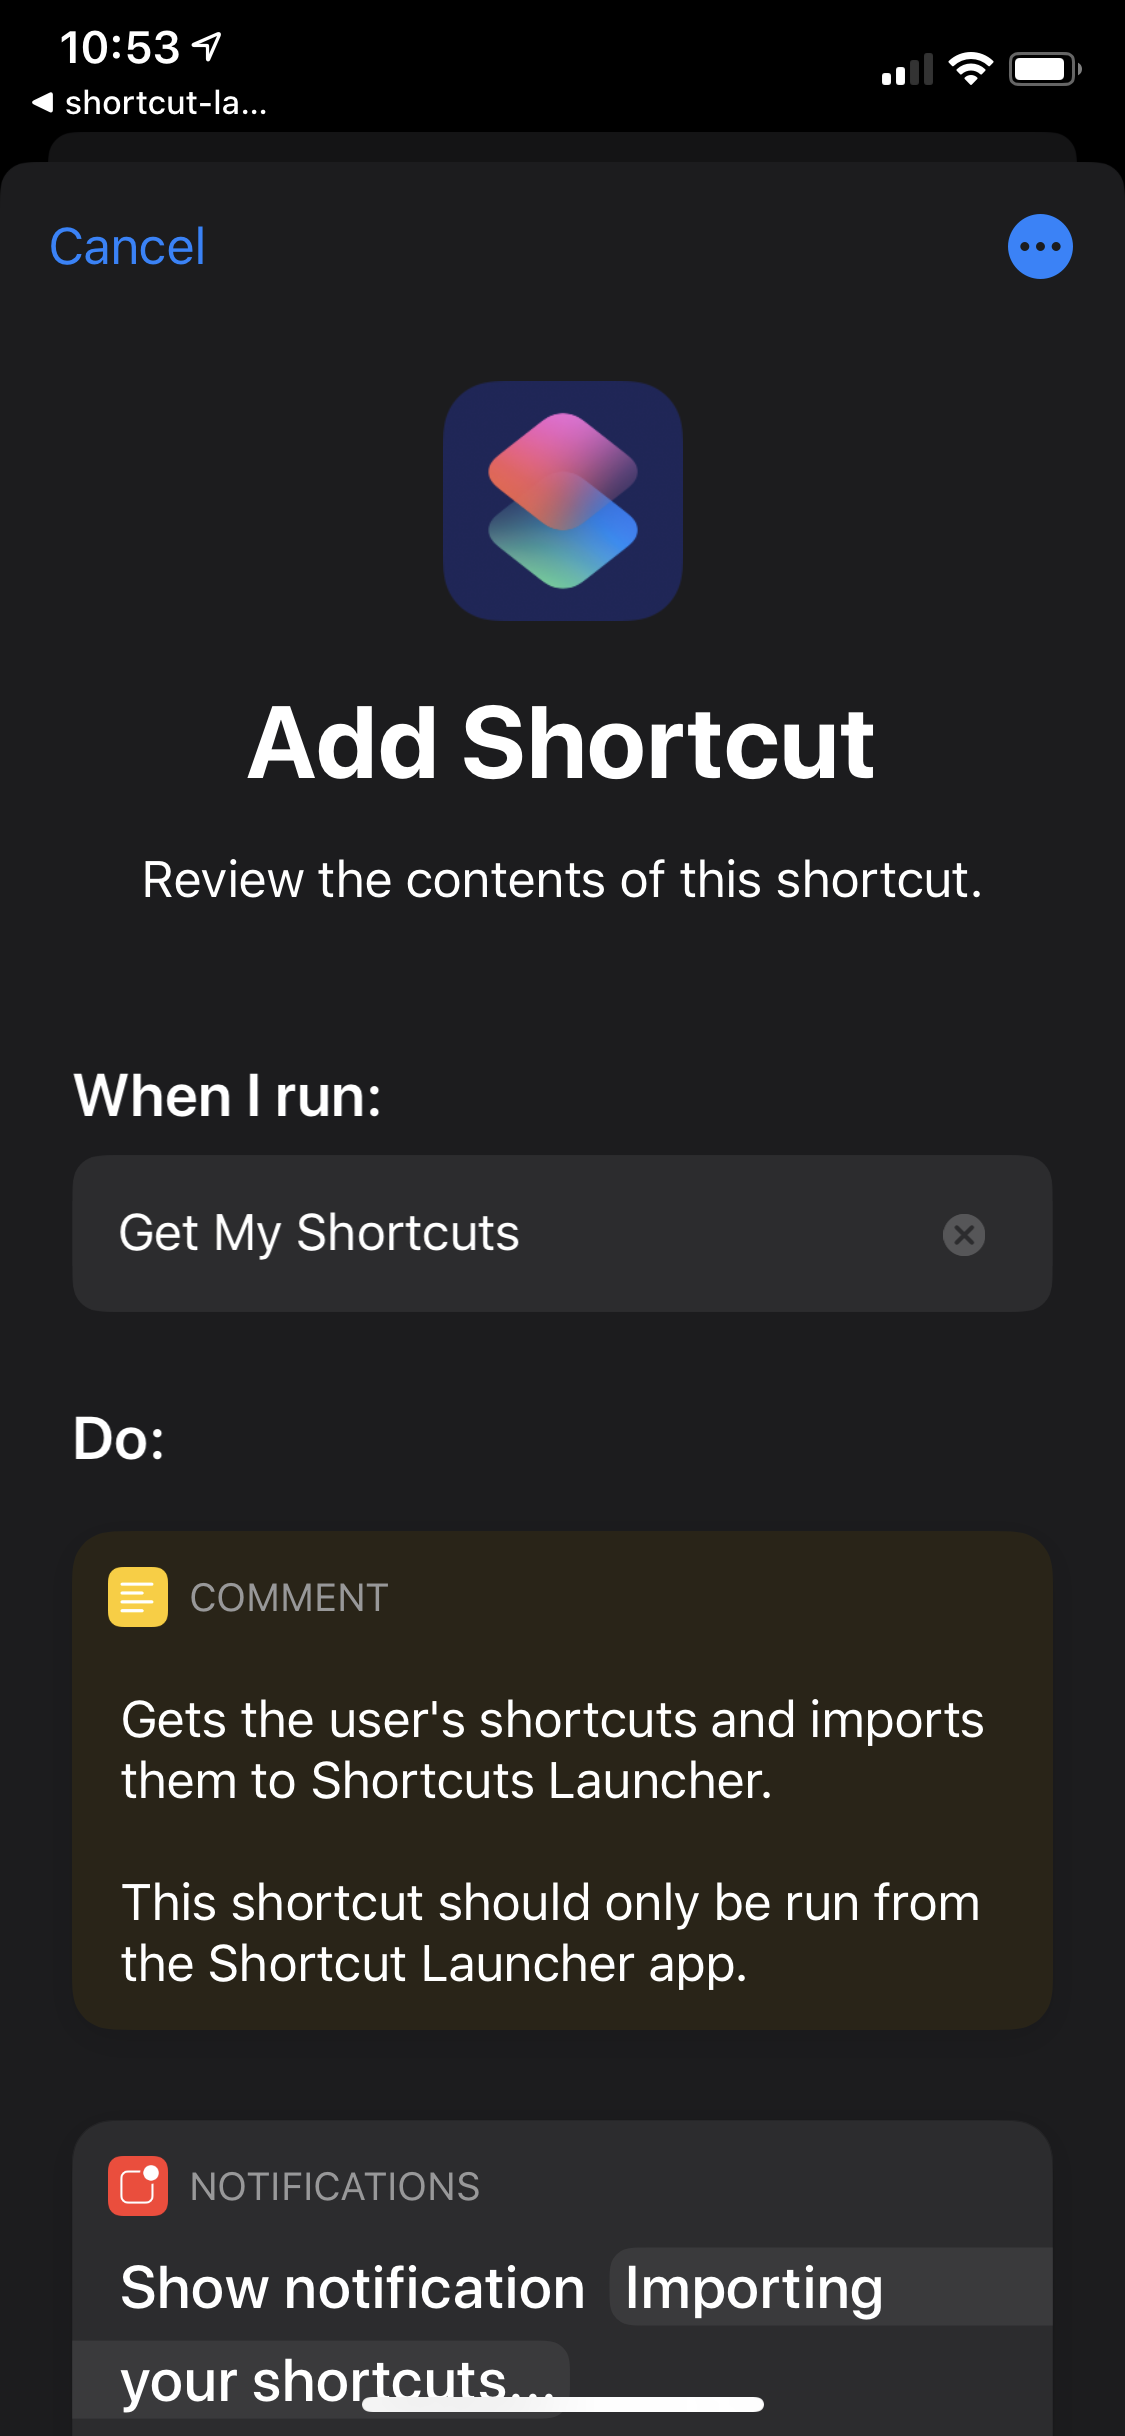 10:53
shortcut-la...
Cancel
Add Shortcut
Review the contents of this shortcut.
When I run:
Get My Shortcuts
Do:
COMMENT
Gets the user's shortcuts and imports
them to Shortcuts Launcher.
This shortcut should only be run from
the Shortcut Launcher app.
NOTIFICATIONS
Show notification Importing
your shortcuts...